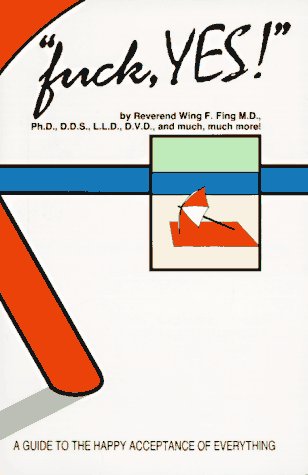 "fuck, YES!"
by Reverend Wing F. Fing M.D.,
Ph.D., D.D.S., L.L.D., D.V.D., and much, much more!
A GUIDE TO THE HAPPY ACCEPTANCE OF EVERYTHING